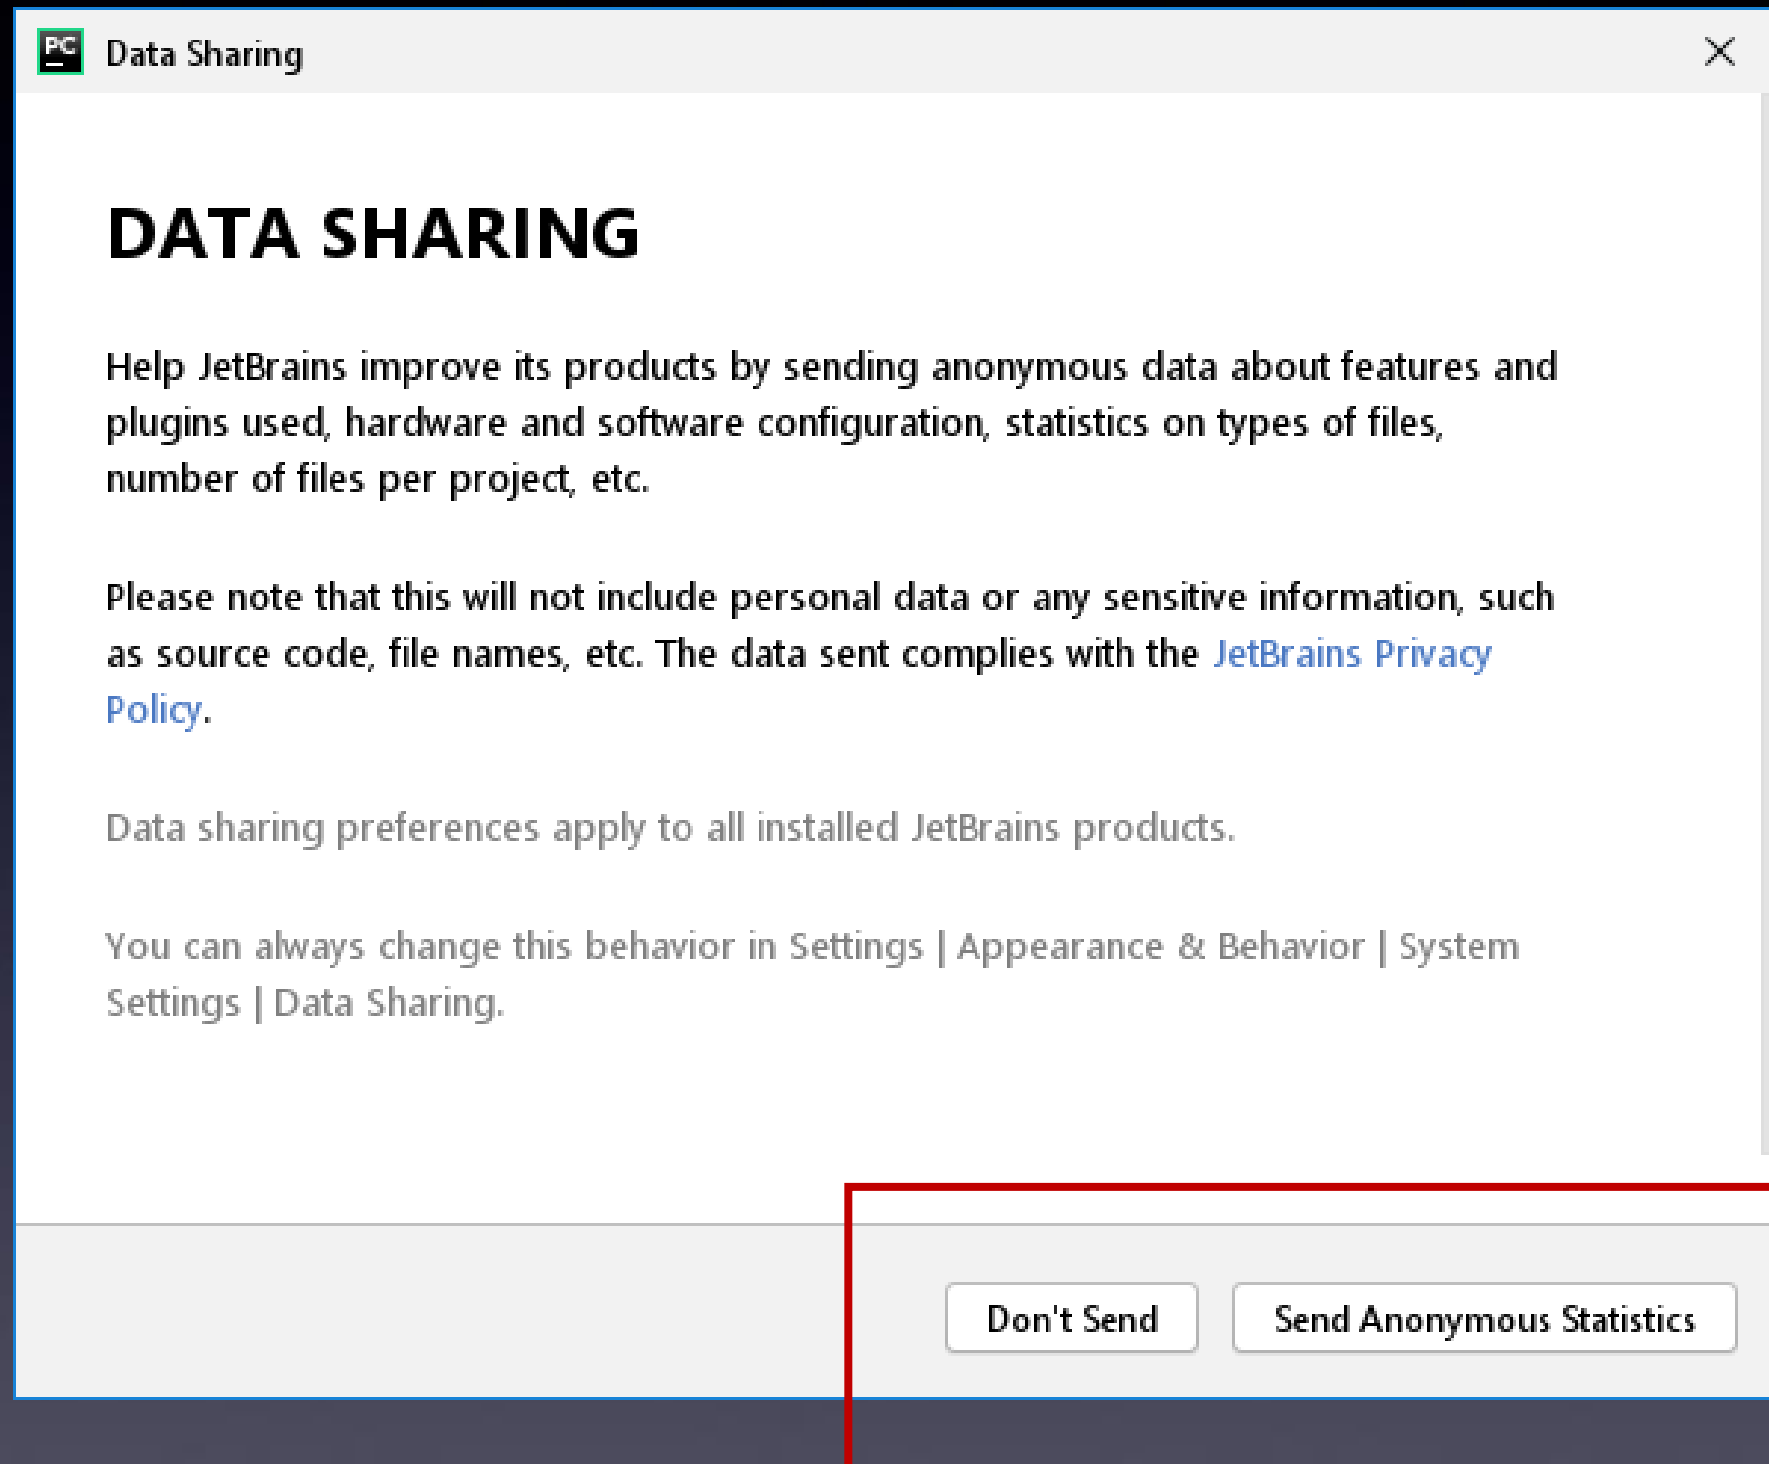 PC
Data Sharing
DATA SHARING
Help JetBrains improve its products by sending anonymous data about features and
plugins used, hardware and software configuration, statistics on types of files,
number of files per project, etc.
Please note that this will not include personal data or any sensitive information, such
as source code, file names, etc. The data sent complies with the JetBrains Privacy
Policy.
Data sharing preferences apply to all installed JetBrains products.
You can always change this behavior in Settings | Appearance & Behavior | System
Settings | Data Sharing.
Don't Send
Send Anonymous Statistics